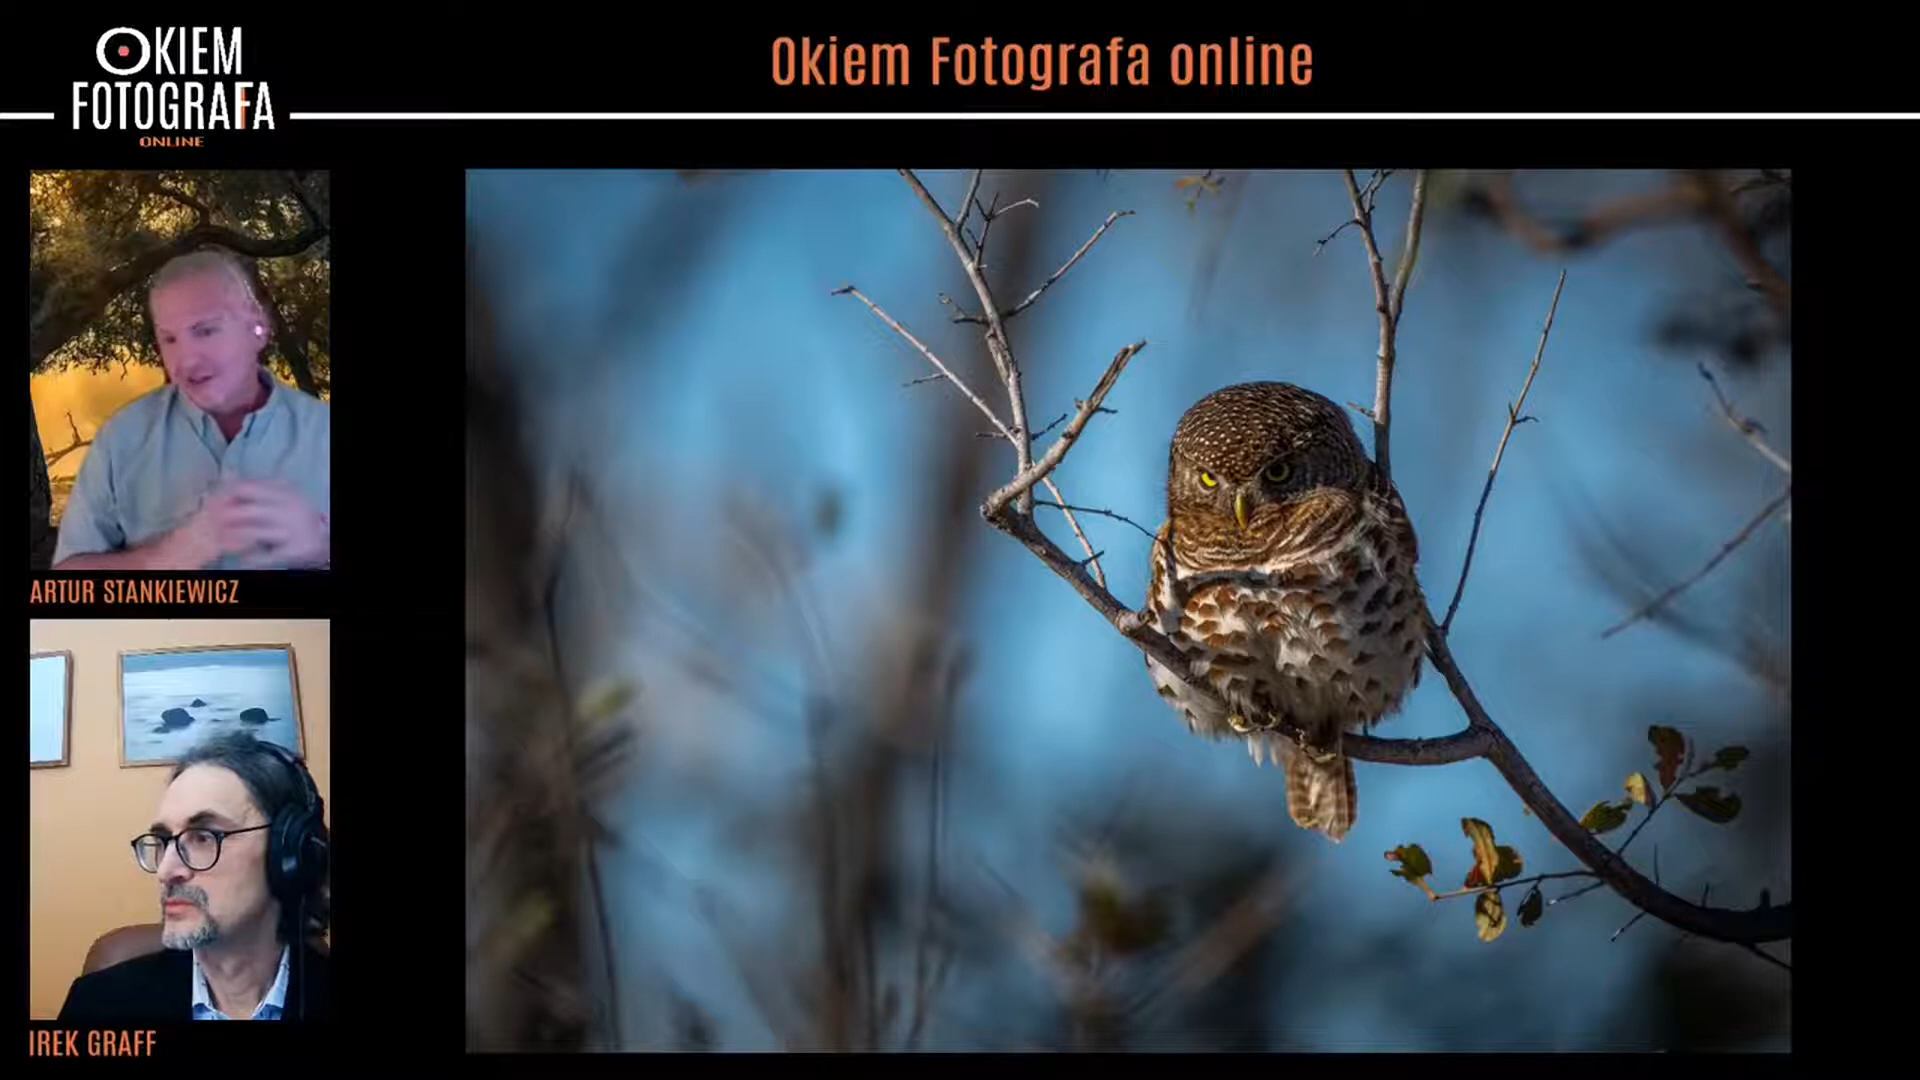 OKIEM
FOTOGRAFA
ONLINE
Okiem Fotografa online
ARTUR STANKIEWICZ
IREK GRAFF